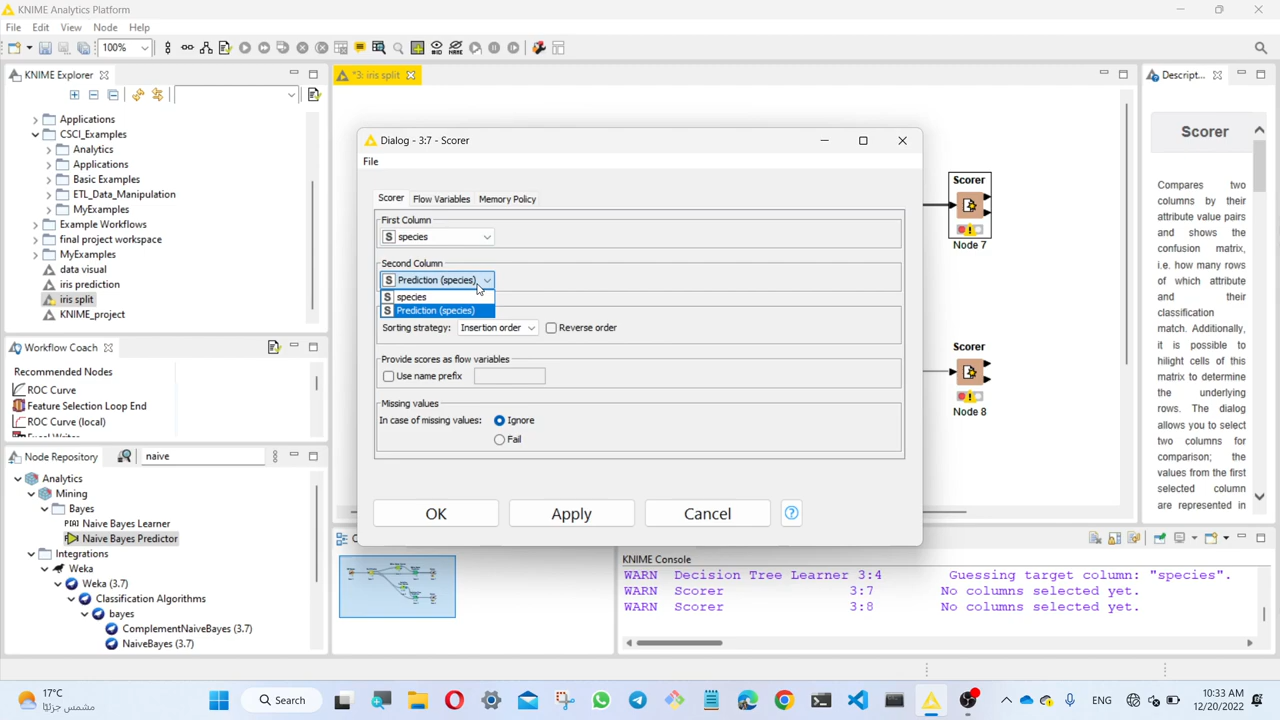 KNIME Analytics Platform
File Edit View Node Help
100%
KNIME Explorer
*3: iris split
Descript...
Applications
CSCI_Examples
Analytics
Applications
Basic Examples
ETL_Data_Manipulation
MyExamples
Example Workflows
final project workspace
MyExamples
data visual
iris prediction
iris split
KNIME_project
Workflow Coach
Recommended Nodes
ROC Curve
Feature Selection Loop End
ROC Curve (local)
Node Repository
naive
Analytics
Mining
Bayes
Naive Bayes Learner
Naive Bayes Predictor
Integrations
Weka
Weka (3.7)
Classification Algorithms
bayes
ComplementNaiveBayes (3.7)
NaiveBayes (3.7)
Dialog - 3:7 - Scorer
File
Scorer Flow Variables Memory Policy
First Column
S species
Second Column
S Prediction (species)
S species
S Prediction (species)
Sorting strategy: Insertion order Reverse order
Provide scores as flow variables
Use name prefix
Missing values
In case of missing values: Ignore
Fail
OK Apply Cancel ?
Scorer
Node 7
Scorer
Node 8
Scorer
Compares two
columns by their
attribute value pairs
and shows the
confusion matrix,
i.e. how many rows
of which attribute
and their
classification
match. Additionally,
it is possible to
hilight cells of this
matrix to determine
the underlying
rows. The dialog
allows you to select
two columns for
comparison; the
values from the first
selected column
are represented in
KNIME Console
WARN Decision Tree Learner 3:4 Guessing target column: "species".
WARN Scorer 3:7 No columns selected yet.
WARN Scorer 3:8 No columns selected yet.
17°C
مشمس جزئيًا
Search
ENG
10:33 AM
12/20/2022